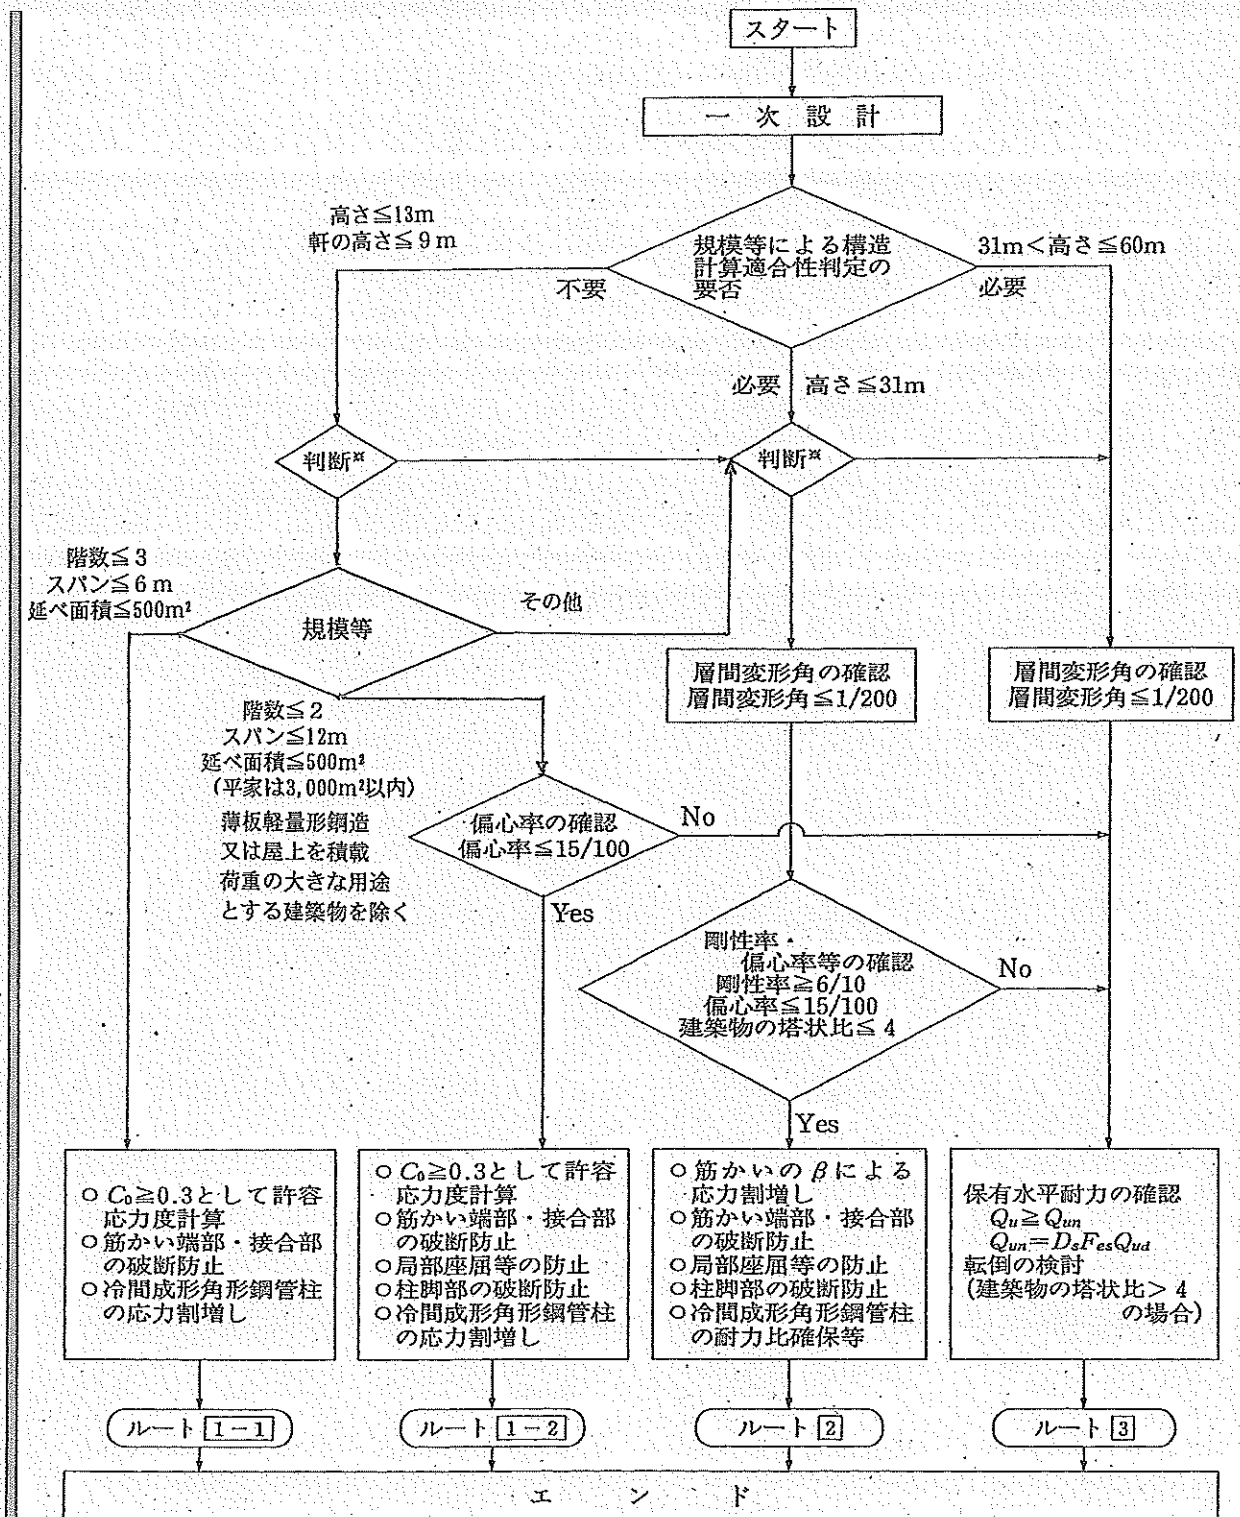 スタート
一次設計
高さ≦13m
軒の高さ≦9m
規模等による構造
計算適合性判定の
要否
31m<高さ≦60m
不要
必要
必要 高さ≦31m
判断※
判断※
階数≦3
スパン≦6m
延べ面積≦500m²
規模等
その他
層間変形角の確認
層間変形角≦1/200
層間変形角の確認
層間変形角≦1/200
階数≦2
スパン≦12m
延べ面積≦500m²
(平家は3,000m²以内)
薄板軽量形鋼造
又は屋上を積載
荷重の大きな用途
とする建築物を除く
偏心率の確認
偏心率≦15/100
No
Yes
剛性率・
偏心率等の確認
剛性率≧6/10
偏心率≦15/100
建築物の塔状比≦4
No
Yes
○C₀≧0.3として許容
応力度計算
○筋かい端部・接合部
の破断防止
○冷間成形角形鋼管柱
の応力割増し
○C₀≧0.3として許容
応力度計算
○筋かい端部・接合部
の破断防止
○局部座屈等の防止
○柱脚部の破断防止
○冷間成形角形鋼管柱
の応力割増し
○筋かいのβによる
応力割増し
○筋かい端部・接合部
の破断防止
○局部座屈等の防止
○柱脚部の破断防止
○冷間成形角形鋼管柱
の耐力比確保等
保有水平耐力の確認
Qu≧Qun
Qun=DsFesQud
転倒の検討
(建築物の塔状比>4
の場合)
ルート1-1
ルート1-2
ルート2
ルート3
エンド